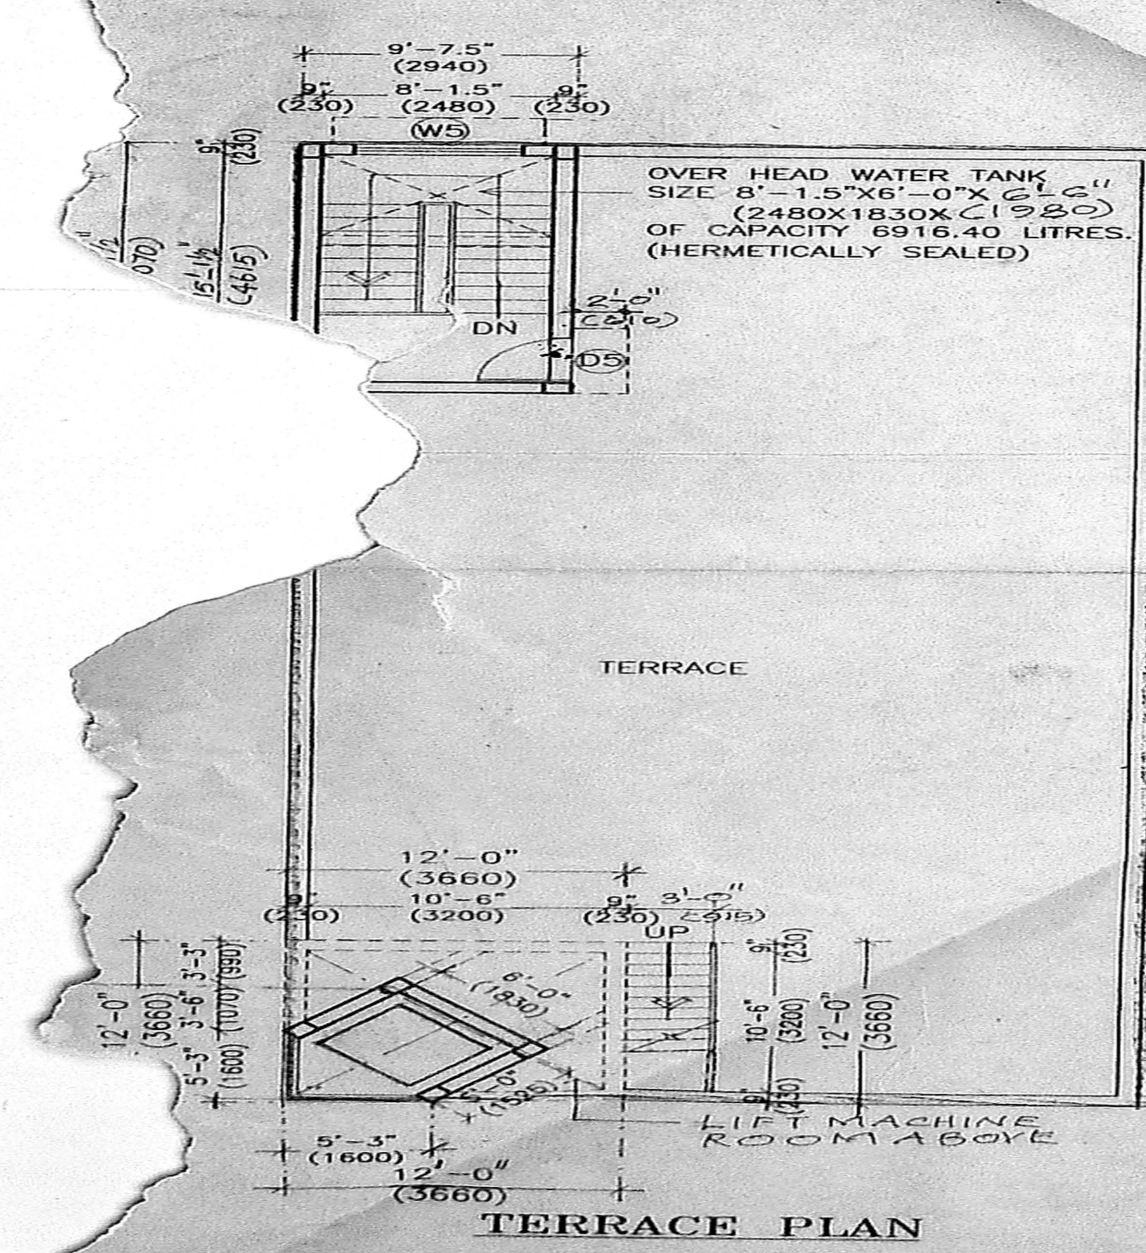 9'-7.5"
(2940)
9" 8'-1.5" 9"
(230) (2480) (230)
W5
9"
(230)
OVER HEAD WATER TANK
SIZE 8'-1.5"X6'-0"X 6'-6"
(2480X1830X(1980)
OF CAPACITY 6916.40 LITRES.
(HERMETICALLY SEALED)
070)
15'-1½"
(4615)
2'-0"
DN
D5
TERRACE
12'-0"
(3660)
9" 10'-6" 9" 3'-0"
(230) (3200) (230) (915)
UP
12'-0"
(3660)
5'-3" 3'-6" 3'-3"
(1600) (1070) (990)
6'-0"
(1830)
5'-0"
(1525)
9"
(230)
10'-6"
(3200)
12'-0"
(3660)
9"
(230)
LIFT MACHINE
ROOM ABOVE
5'-3"
(1600)
12'-0"
(3660)
TERRACE PLAN